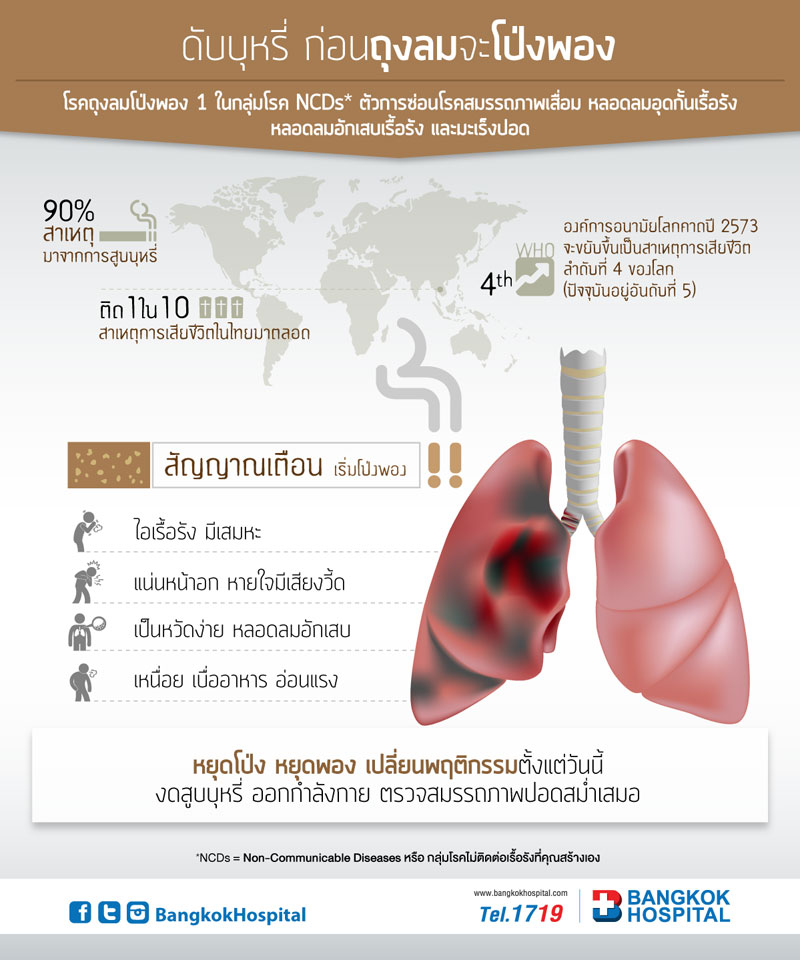 ดับบุหรี่ ก่อนถุงลมจะโป่งพอง
โรคถุงลมโป่งพอง 1 ในกลุ่มโรค NCDs* ตัวการซ่อนโรคสมรรถภาพเสื่อม หลอดลมอุดกั้นเรื้อรัง
หลอดลมอักเสบเรื้อรัง และมะเร็งปอด
90%
สาเหตุ
มาจากการสูบบุหรี่
ติด 1 ใน 10
สาเหตุการเสียชีวิตในไทยมาตลอด
WHO
4th
องค์การอนามัยโลกคาดปี 2573
จะขยับขึ้นเป็นสาเหตุการเสียชีวิต
ลำดับที่ 4 ของโลก
(ปัจจุบันอยู่อันดับที่ 5)
สัญญาณเตือน เริ่มโป่งพอง !!
ไอเรื้อรัง มีเสมหะ
แน่นหน้าอก หายใจมีเสียงวี้ด
เป็นหวัดง่าย หลอดลมอักเสบ
เหนื่อย เบื่ออาหาร อ่อนแรง
หยุดโป่ง หยุดพอง เปลี่ยนพฤติกรรมตั้งแต่วันนี้
งดสูบบุหรี่ ออกกำลังกาย ตรวจสมรรถภาพปอดสม่ำเสมอ
*NCDs = Non-Communicable Diseases หรือ กลุ่มโรคไม่ติดต่อเรื้อรังที่คุณสร้างเอง
BangkokHospital
www.bangkokhospital.com
Tel.1719
BANGKOK
HOSPITAL